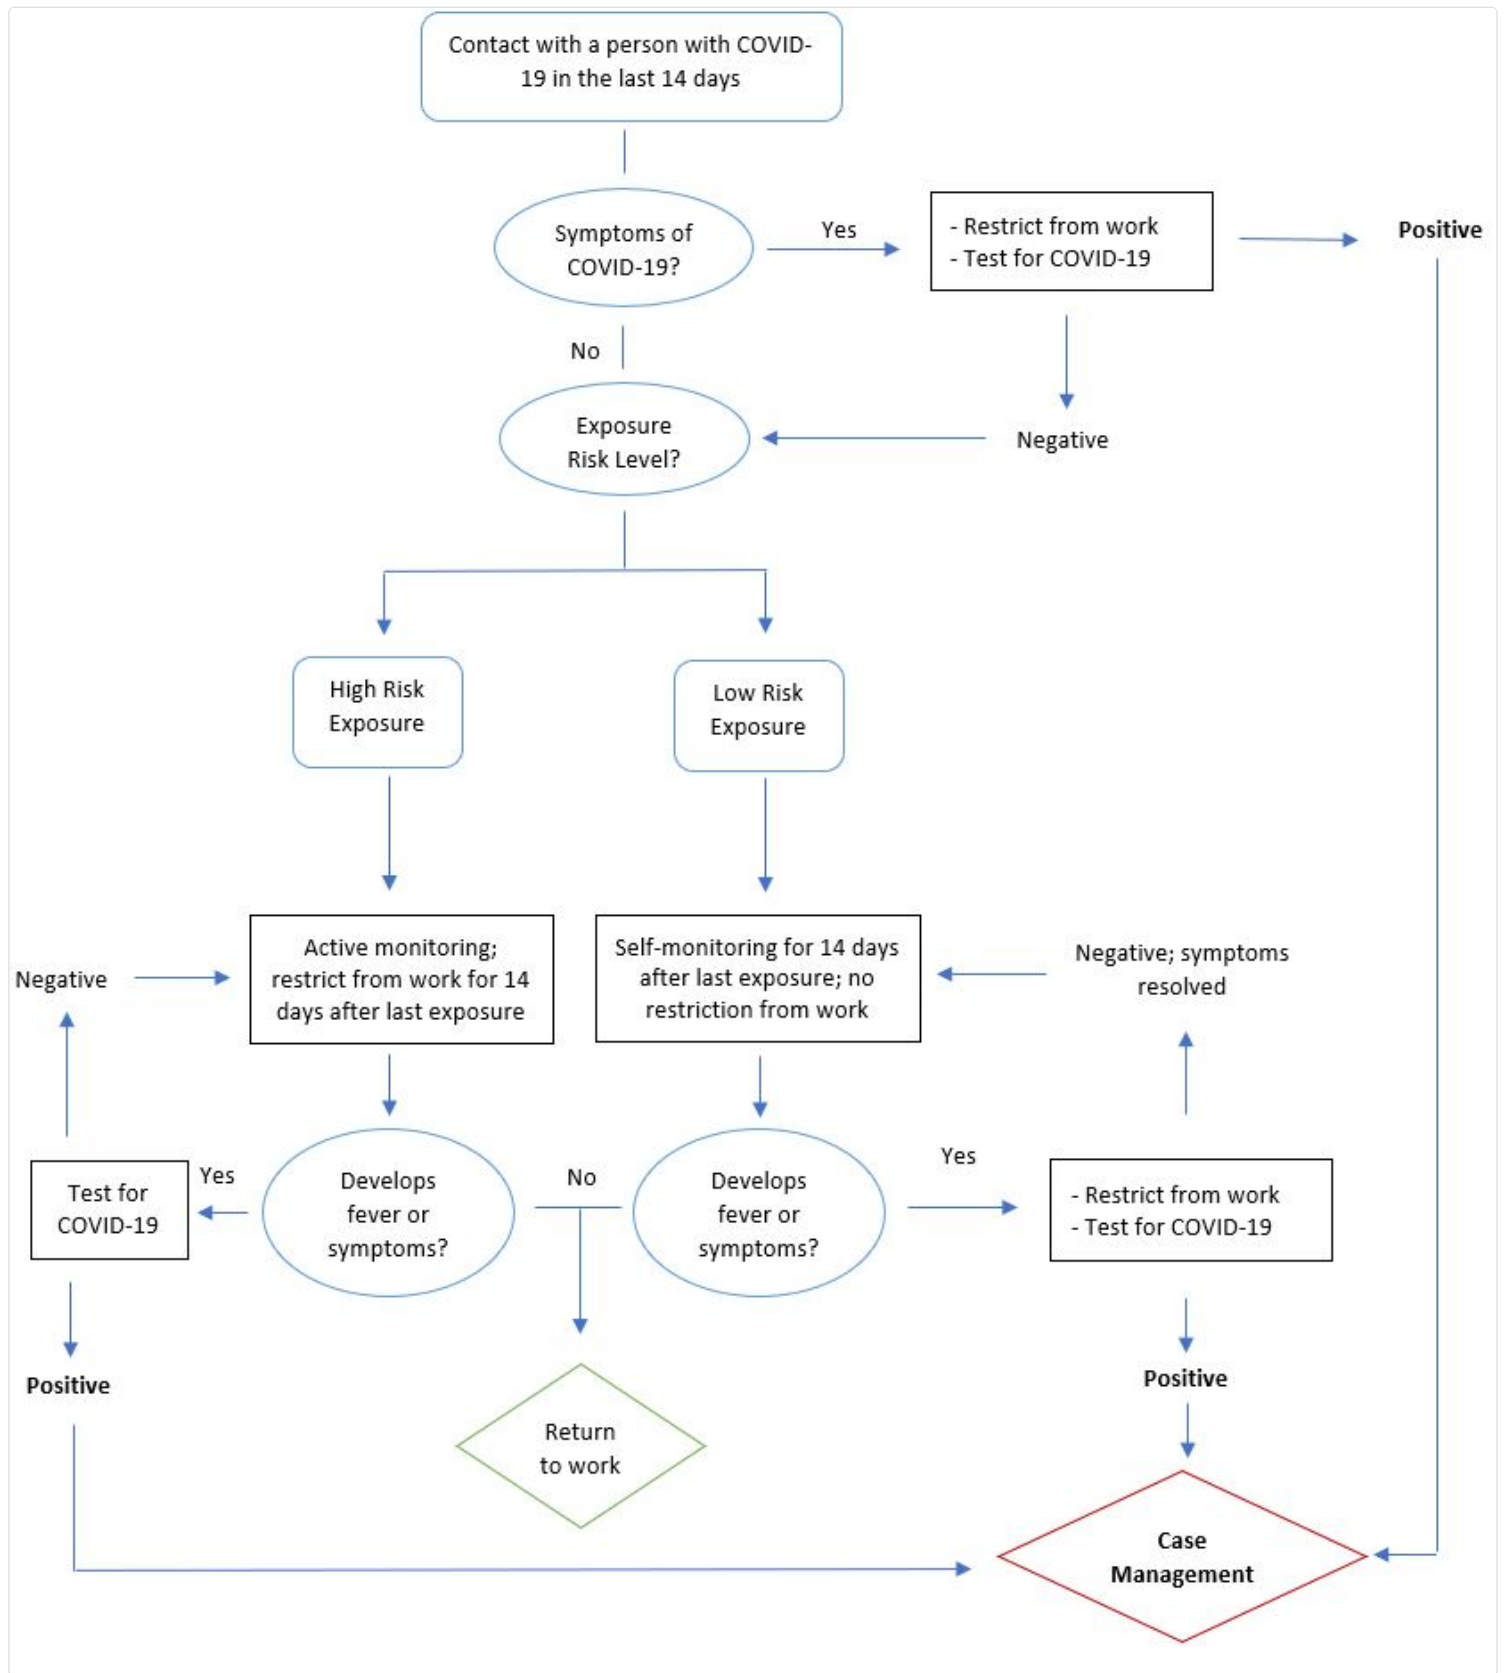 Contact with a person with COVID-
19 in the last 14 days
Symptoms of
COVID-19?
Yes
- Restrict from work
- Test for COVID-19
Positive
No
Exposure
Risk Level?
Negative
High Risk
Exposure
Low Risk
Exposure
Negative
Active monitoring;
restrict from work for 14
days after last exposure
Self-monitoring for 14 days
after last exposure; no
restriction from work
Negative; symptoms
resolved
Test for
COVID-19
Yes
Develops
fever or
symptoms?
No
Develops
fever or
symptoms?
Yes
- Restrict from work
- Test for COVID-19
Positive
Positive
Return
to work
Case
Management